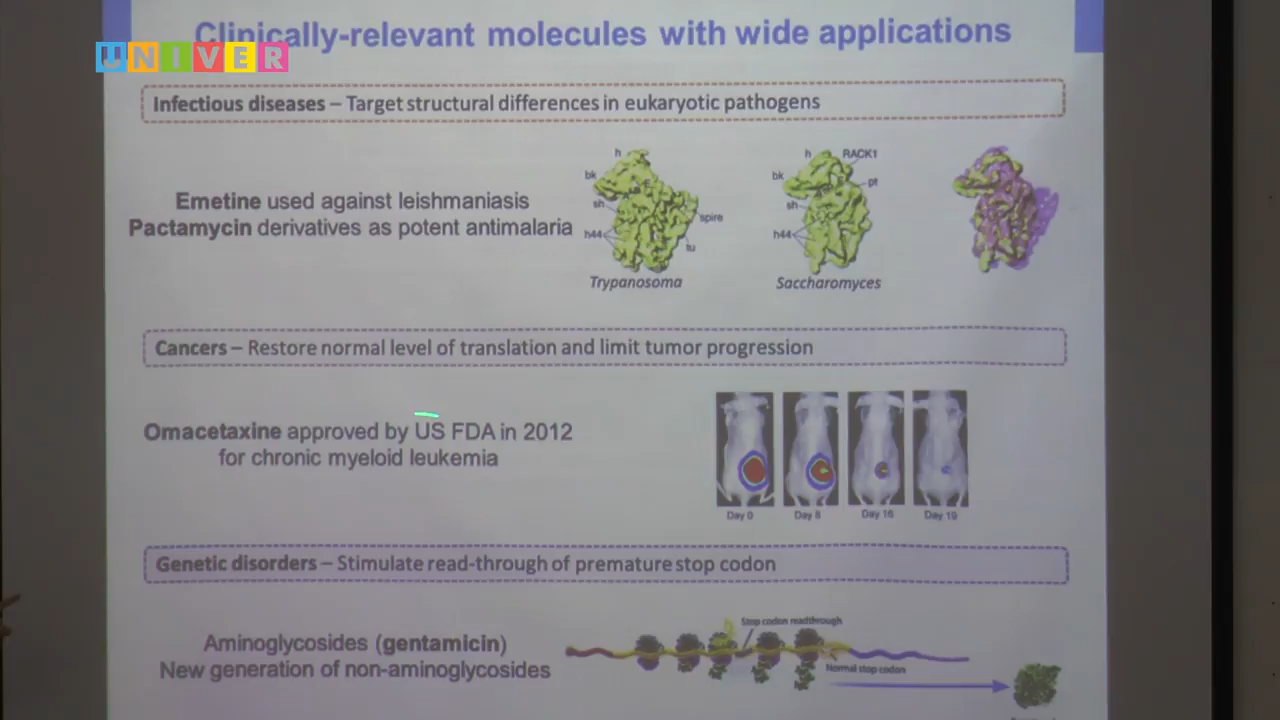 Clinically-relevant molecules with wide applications
UNIVER
Infectious diseases – Target structural differences in eukaryotic pathogens
Emetine used against leishmaniasis
Pactamycin derivatives as potent antimalaria
h
bk
sh
h44
spire
tu
Trypanosoma
h
RACK1
bk
pt
sh
h44
Saccharomyces
Cancers – Restore normal level of translation and limit tumor progression
Omacetaxine approved by US FDA in 2012
for chronic myeloid leukemia
Day 0
Day 8
Day 16
Day 19
Genetic disorders – Stimulate read-through of premature stop codon
Aminoglycosides (gentamicin)
New generation of non-aminoglycosides
Stop codon readthrough
Normal stop codon